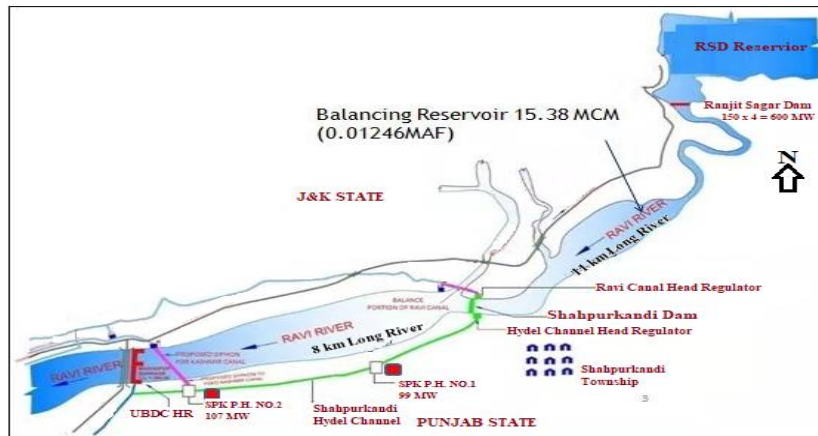 RSD Reservior
Ranjit Sagar Dam
150 x 4 = 600 MW
Balancing Reservoir 15.38 MCM
(0.01246MAF)
N
J&K STATE
RAVI RIVER
11 km Long River
Ravi Canal Head Regulator
BALANCE
PORTION OF RAVI CANAL
Shahpurkandi Dam
Hydel Channel Head Regulator
RAVI RIVER
8 km Long River
PROPOSED SIPHON
FOR KASHMIR CANAL
RAVI RIVER
Shahpurkandi
Township
SPK P.H. NO.1
99 MW
UBDC HR
SPK P.H. NO.2
107 MW
Shahpurkandi
Hydel Channel
PUNJAB STATE
3